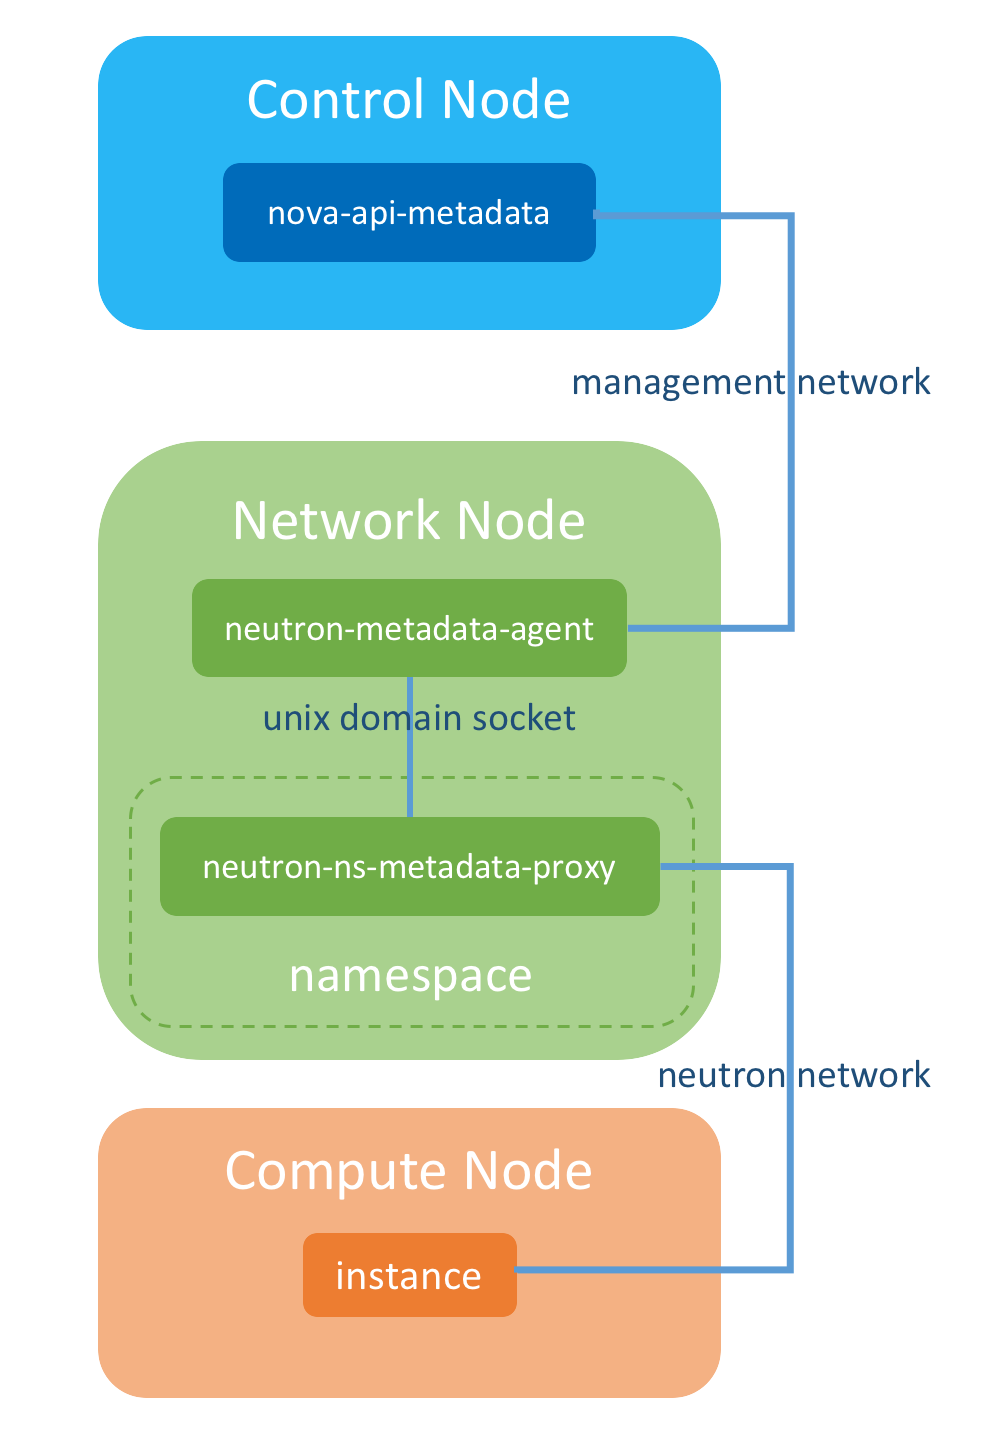 Control Node
nova-api-metadata
management network
Network Node
neutron-metadata-agent
unix domain socket
neutron-ns-metadata-proxy
namespace
neutron network
Compute Node
instance